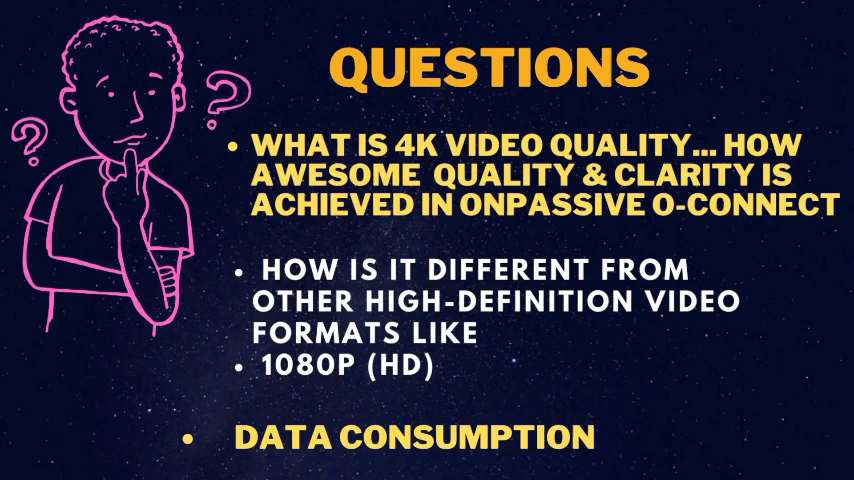 QUESTIONS
• WHAT IS 4K VIDEO QUALITY... HOW
AWESOME QUALITY & CLARITY IS
ACHIEVED IN ONPASSIVE O-CONNECT
• HOW IS IT DIFFERENT FROM
OTHER HIGH-DEFINITION VIDEO
FORMATS LIKE
• 1080P (HD)
• DATA CONSUMPTION
? ?